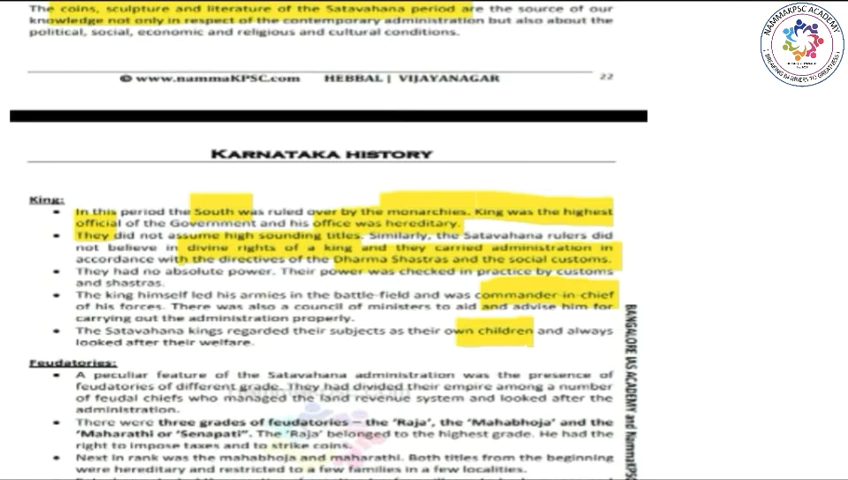 The coins, sculpture and literature of the Satavahana period are the source of our
knowledge not only in respect of the contemporary administration but also about the
political, social, economic and religious and cultural conditions.
© www.nammaKPSC.com HEBBAL | VIJAYANAGAR 22
NAMMAKPSC ACADEMY
KARNATAKA HISTORY
King:
• In this period the South was ruled over by the monarchies. King was the highest
official of the Government and his office was hereditary.
• They did not assume high sounding titles. Similarly, the Satavahana rulers did
not believe in divine rights of a king and they carried administration in
accordance with the directives of the Dharma Shastras and the social customs.
• They had no absolute power. Their power was checked in practice by customs
and shastras.
• The king himself led his armies in the battle-field and was commander-in-chief
of his forces. There was also a council of ministers to aid and advise him for
carrying out the administration properly.
• The Satavahana kings regarded their subjects as their own children and always
looked after their welfare.
Feudatories:
• A peculiar feature of the Satavahana administration was the presence of
feudatories of different grade. They had divided their empire among a number
of feudal chiefs who managed the land revenue system and looked after the
administration.
• There were three grades of feudatories – the 'Raja', the 'Mahabhoja' and the
'Maharathi or 'Senapati". The 'Raja' belonged to the highest grade. He had the
right to impose taxes and to strike coins.
• Next in rank was the mahabhoja and maharathi. Both titles from the beginning
were hereditary and restricted to a few families in a few localities.
BANGALORE IAS ACADEMY and NammaKPSC